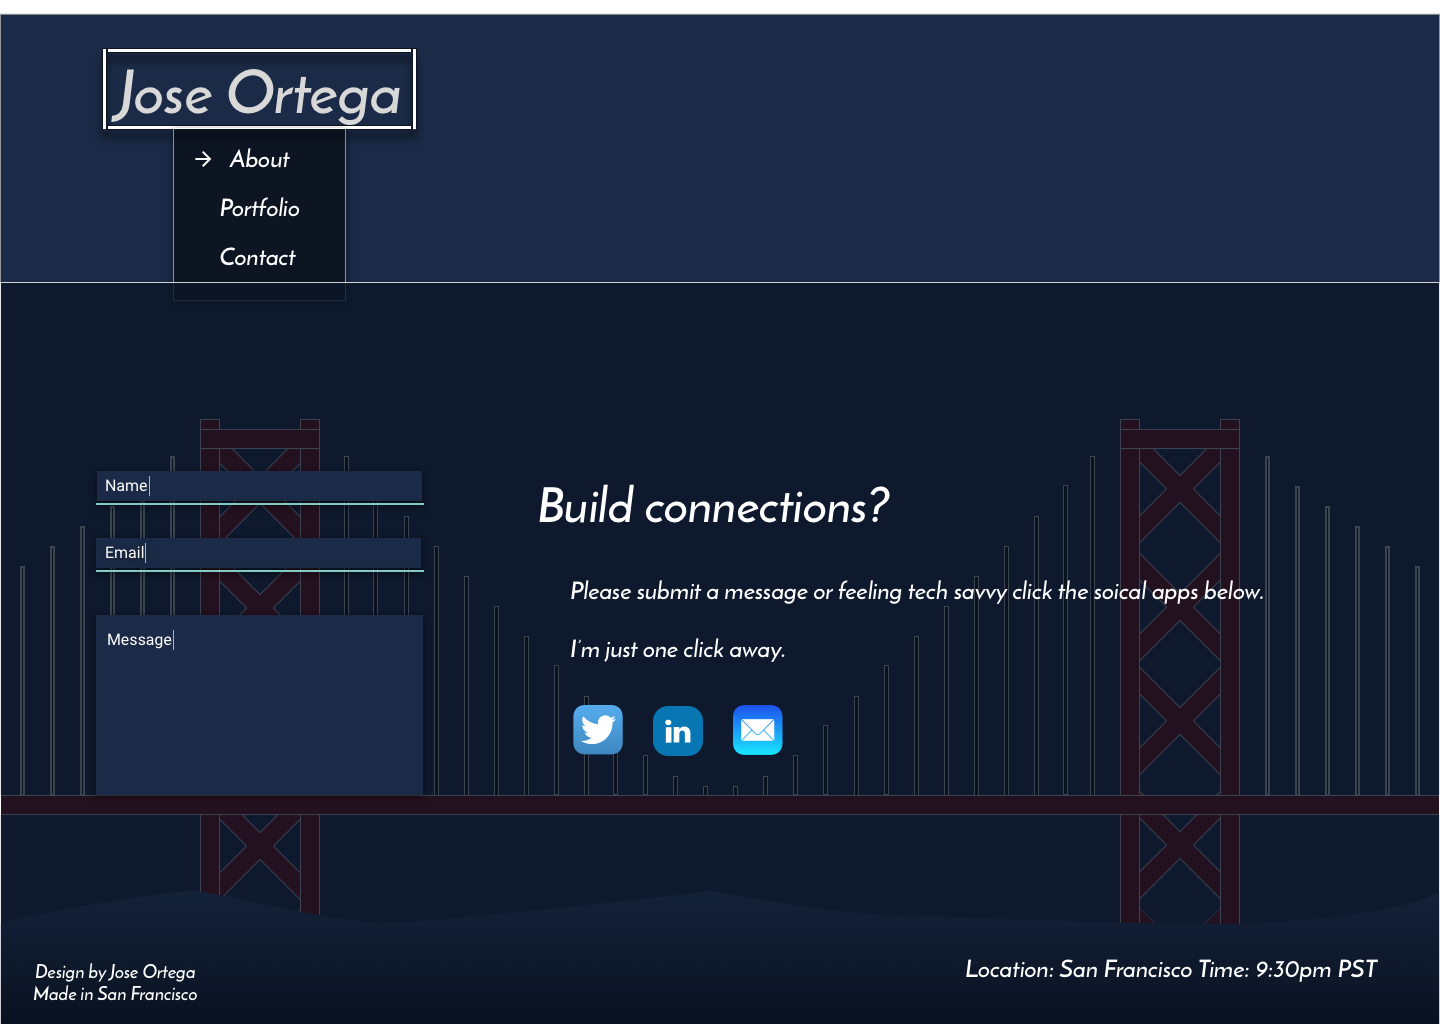 Jose Ortega
→ About
Portfolio
Contact
Name
Email
Message
Build connections?
Please submit a message or feeling tech savvy click the soical apps below.
I'm just one click away.
in
Design by Jose Ortega
Made in San Francisco
Location: San Francisco Time: 9:30pm PST